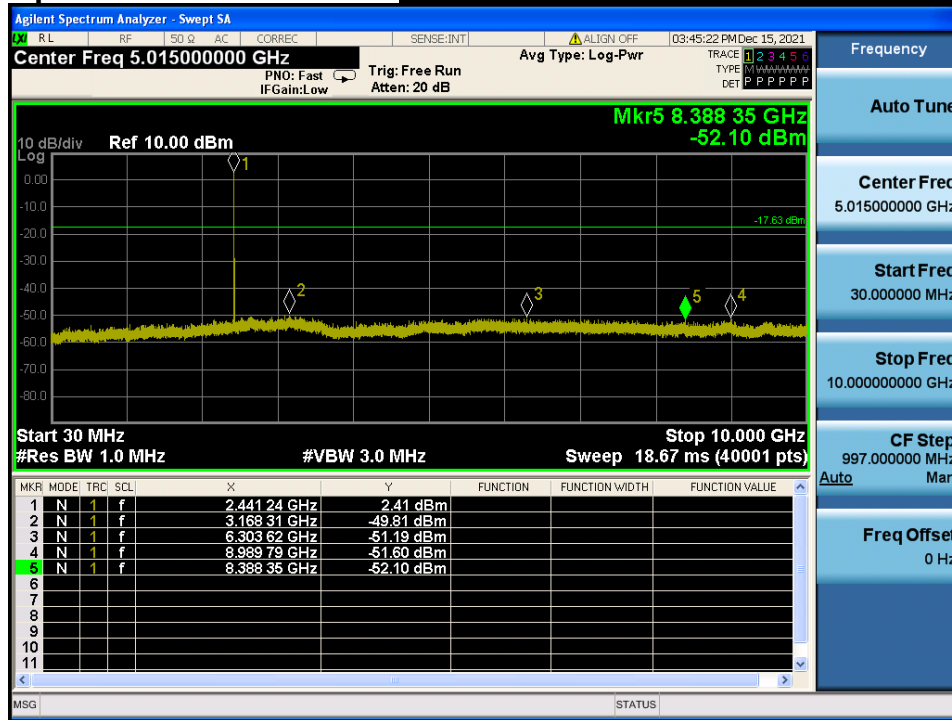 Agilent Spectrum Analyzer - Swept SA
LXI RL RF 50 Ω AC CORREC SENSE:INT ALIGN OFF 03:45:22 PM Dec 15, 2021
Center Freq 5.015000000 GHz
PNO: Fast
IFGain:Low
Trig: Free Run
Atten: 20 dB
Avg Type: Log-Pwr
TRACE 1 2 3 4 5 6
TYPE M
DET P P P P P P
Mkr5 8.388 35 GHz
-52.10 dBm
10 dB/div Ref 10.00 dBm
Log
0.00
-10.0
-20.0
-30.0
-40.0
-50.0
-60.0
-70.0
-80.0
1
-17.63 dBm
2
3
5
4
Start 30 MHz Stop 10.000 GHz
#Res BW 1.0 MHz #VBW 3.0 MHz Sweep 18.67 ms (40001 pts)
MKR MODE TRC SCL X Y FUNCTION FUNCTION WIDTH FUNCTION VALUE
1 N 1 f 2.441 24 GHz 2.41 dBm
2 N 1 f 3.168 31 GHz -49.81 dBm
3 N 1 f 6.303 62 GHz -51.19 dBm
4 N 1 f 8.989 79 GHz -51.60 dBm
5 N 1 f 8.388 35 GHz -52.10 dBm
6
7
8
9
10
11
MSG STATUS
Frequency
Auto Tune
Center Freq
5.015000000 GHz
Start Freq
30.000000 MHz
Stop Freq
10.000000000 GHz
CF Step
997.000000 MHz
Auto Man
Freq Offset
0 Hz